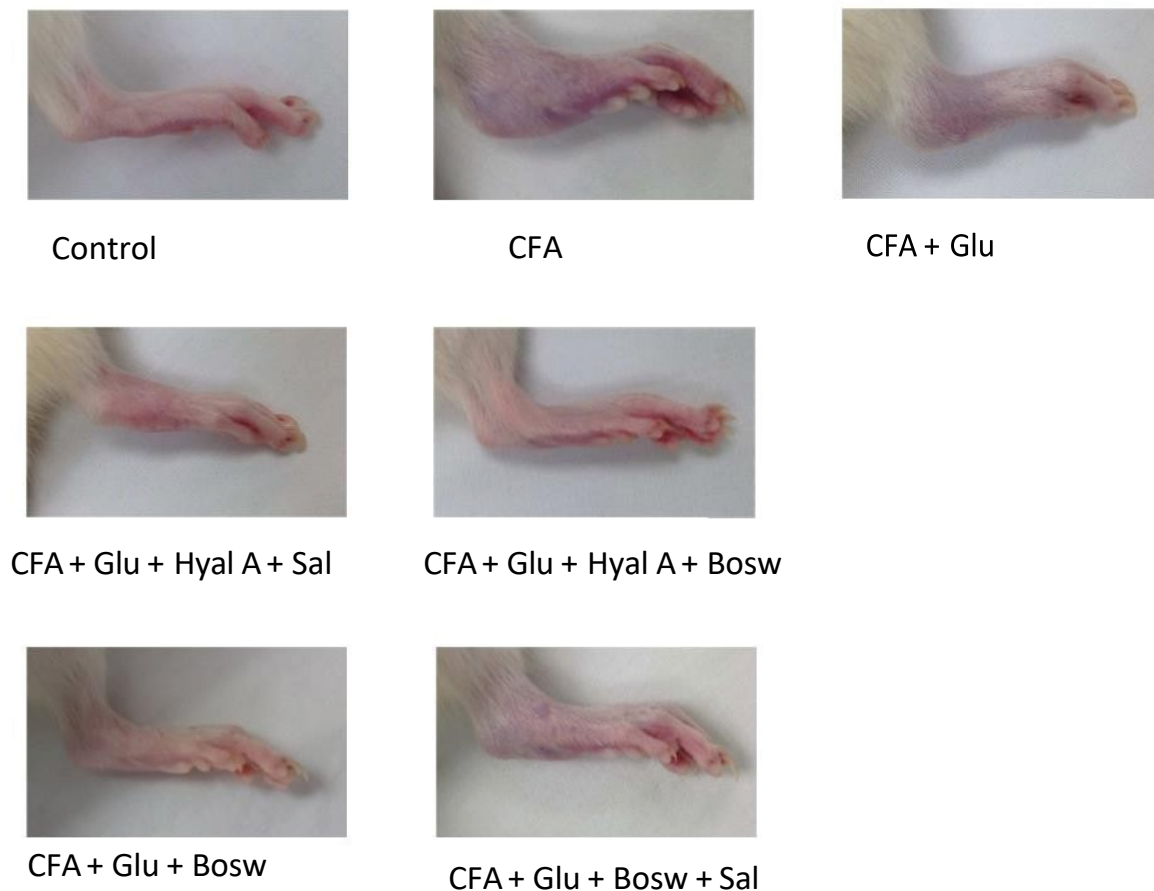 Control
CFA
CFA + Glu
CFA + Glu + Hyal A + Sal
CFA + Glu + Hyal A + Bosw
CFA + Glu + Bosw
CFA + Glu + Bosw + Sal